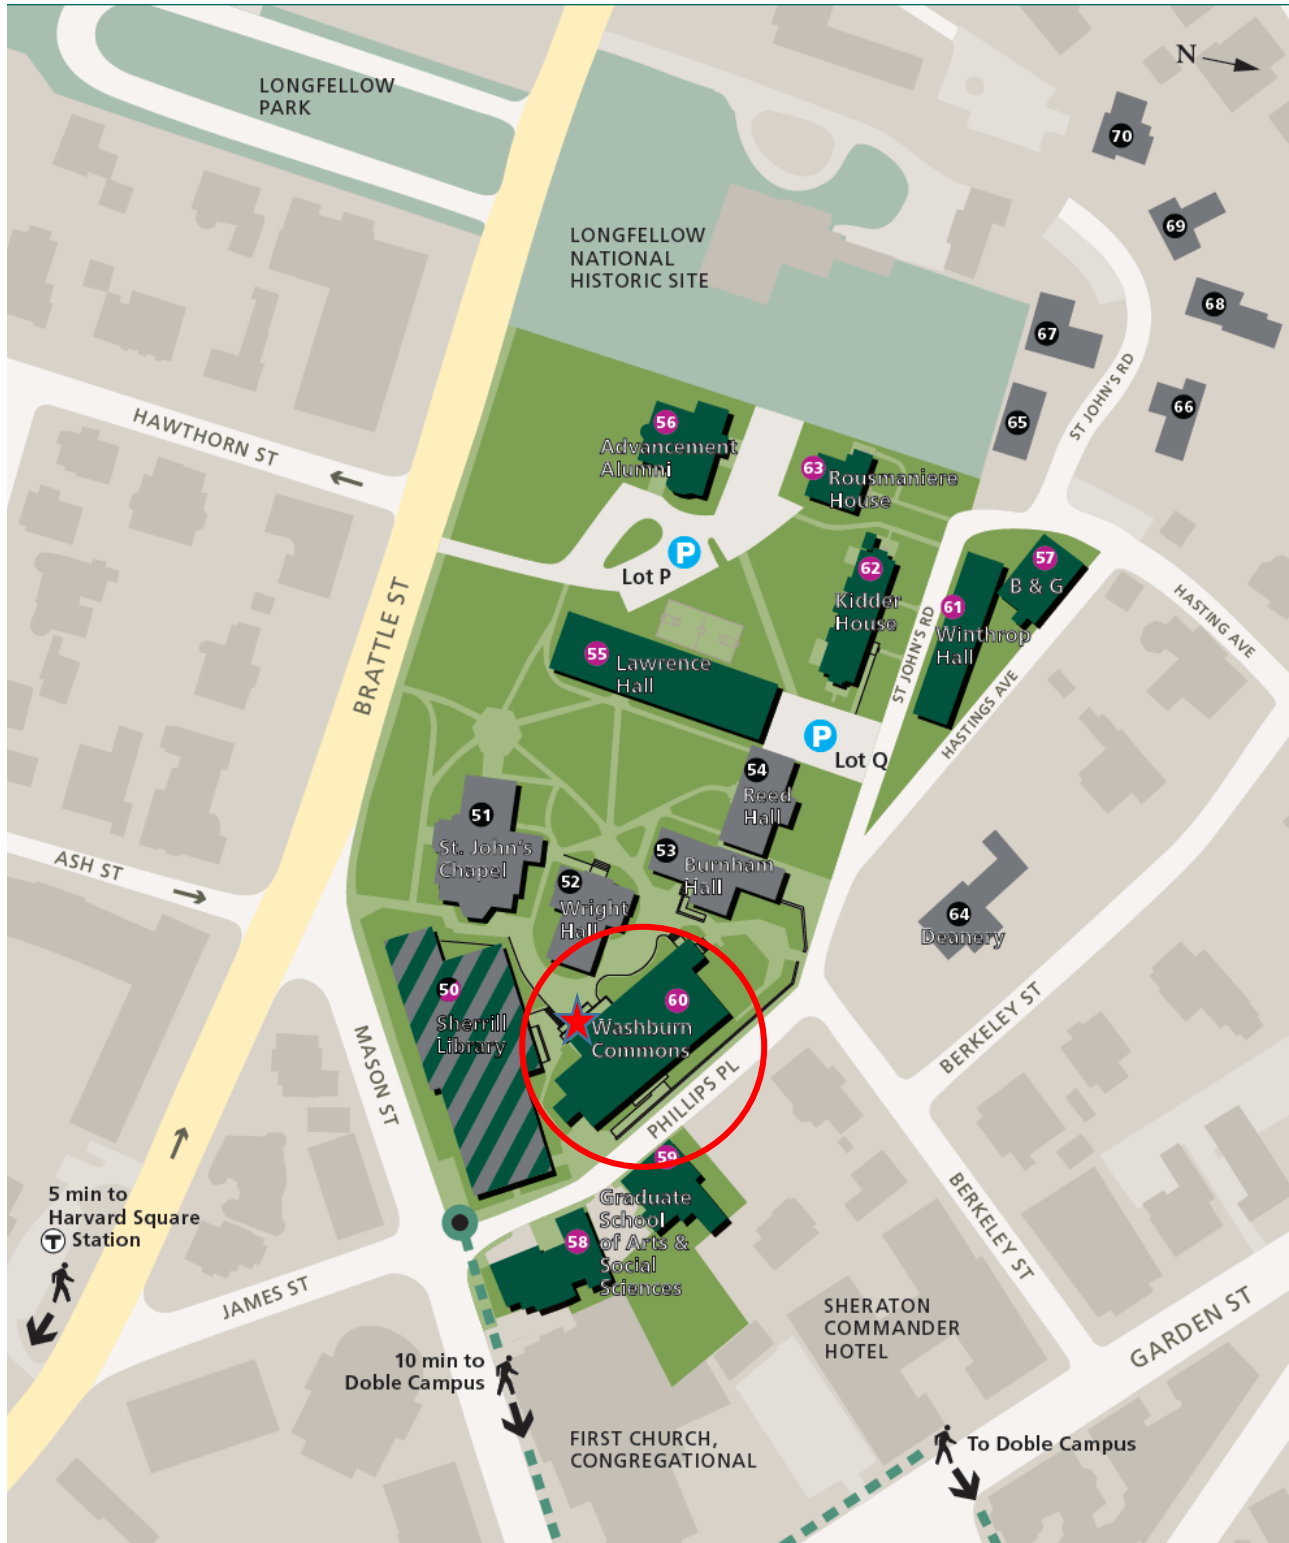 LONGFELLOW
PARK
N
70
69
LONGFELLOW
NATIONAL
HISTORIC SITE
68
67
ST JOHN'S RD
66
65
HAWTHORN ST
56
Advancement
Alumni
63
Rousmaniere
House
P
Lot P
62
Kidder
House
57
B & G
61
Winthrop
Hall
HASTING AVE
BRATTLE ST
55
Lawrence
Hall
ST JOHN'S RD
HASTINGS AVE
P
Lot Q
54
Reed
Hall
51
St. John's
Chapel
53
Burnham
Hall
ASH ST
52
Wright
Hall
64
Deanery
50
Sherrill
Library
60
Washburn
Commons
MASON ST
BERKELEY ST
PHILLIPS PL
59
Graduate
School
of Arts &
Social
Sciences
58
BERKELEY ST
5 min to
Harvard Square
T Station
JAMES ST
SHERATON
COMMANDER
HOTEL
GARDEN ST
10 min to
Doble Campus
FIRST CHURCH,
CONGREGATIONAL
To Doble Campus